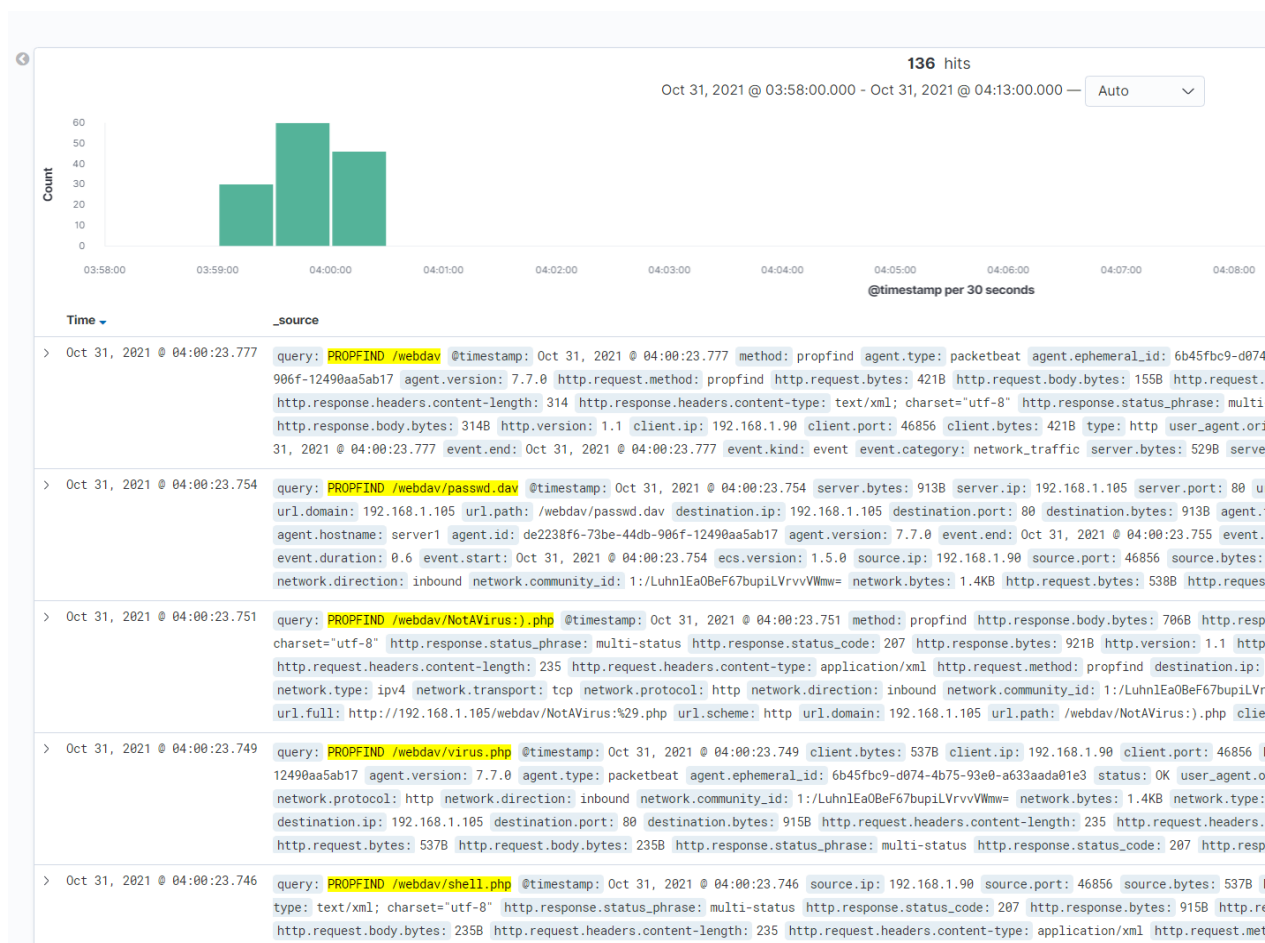 136 hits
Oct 31, 2021 @ 03:58:00.000 - Oct 31, 2021 @ 04:13:00.000 — Auto
Count
60
50
40
30
20
10
0
03:58:00 03:59:00 04:00:00 04:01:00 04:02:00 04:03:00 04:04:00 04:05:00 04:06:00 04:07:00 04:08:00
@timestamp per 30 seconds
Time _source
Oct 31, 2021 @ 04:00:23.777 query: PROPFIND /webdav @timestamp: Oct 31, 2021 @ 04:00:23.777 method: propfind agent.type: packetbeat agent.ephemeral_id: 6b45fbc9-d074
906f-12490aa5ab17 agent.version: 7.7.0 http.request.method: propfind http.request.bytes: 421B http.request.body.bytes: 155B http.request.
http.response.headers.content-length: 314 http.response.headers.content-type: text/xml; charset="utf-8" http.response.status_phrase: multi
http.response.body.bytes: 314B http.version: 1.1 client.ip: 192.168.1.90 client.port: 46856 client.bytes: 421B type: http user_agent.ori
31, 2021 @ 04:00:23.777 event.end: Oct 31, 2021 @ 04:00:23.777 event.kind: event event.category: network_traffic server.bytes: 529B serve
Oct 31, 2021 @ 04:00:23.754 query: PROPFIND /webdav/passwd.dav @timestamp: Oct 31, 2021 @ 04:00:23.754 server.bytes: 913B server.ip: 192.168.1.105 server.port: 80 u
url.domain: 192.168.1.105 url.path: /webdav/passwd.dav destination.ip: 192.168.1.105 destination.port: 80 destination.bytes: 913B agent.
agent.hostname: server1 agent.id: de2238f6-73be-44db-906f-12490aa5ab17 agent.version: 7.7.0 event.end: Oct 31, 2021 @ 04:00:23.755 event.
event.duration: 0.6 event.start: Oct 31, 2021 @ 04:00:23.754 ecs.version: 1.5.0 source.ip: 192.168.1.90 source.port: 46856 source.bytes:
network.direction: inbound network.community_id: 1:/LuhnlEaOBeF67bupiLVrvvVWmw= network.bytes: 1.4KB http.request.bytes: 538B http.reques
Oct 31, 2021 @ 04:00:23.751 query: PROPFIND /webdav/NotAVirus:).php @timestamp: Oct 31, 2021 @ 04:00:23.751 method: propfind http.response.body.bytes: 706B http.res
charset="utf-8" http.response.status_phrase: multi-status http.response.status_code: 207 http.response.bytes: 921B http.version: 1.1 http
http.request.headers.content-length: 235 http.request.headers.content-type: application/xml http.request.method: propfind destination.ip:
network.type: ipv4 network.transport: tcp network.protocol: http network.direction: inbound network.community_id: 1:/LuhnlEaOBeF67bupiLVr
url.full: http://192.168.1.105/webdav/NotAVirus:%29.php url.scheme: http url.domain: 192.168.1.105 url.path: /webdav/NotAVirus:).php clie
Oct 31, 2021 @ 04:00:23.749 query: PROPFIND /webdav/virus.php @timestamp: Oct 31, 2021 @ 04:00:23.749 client.bytes: 537B client.ip: 192.168.1.90 client.port: 46856
12490aa5ab17 agent.version: 7.7.0 agent.type: packetbeat agent.ephemeral_id: 6b45fbc9-d074-4b75-93e0-a633aada01e3 status: OK user_agent.o
network.protocol: http network.direction: inbound network.community_id: 1:/LuhnlEaOBeF67bupiLVrvvVWmw= network.bytes: 1.4KB network.type:
destination.ip: 192.168.1.105 destination.port: 80 destination.bytes: 915B http.request.headers.content-length: 235 http.request.headers.
http.request.bytes: 537B http.request.body.bytes: 235B http.response.status_phrase: multi-status http.response.status_code: 207 http.resp
Oct 31, 2021 @ 04:00:23.746 query: PROPFIND /webdav/shell.php @timestamp: Oct 31, 2021 @ 04:00:23.746 source.ip: 192.168.1.90 source.port: 46856 source.bytes: 537B
type: text/xml; charset="utf-8" http.response.status_phrase: multi-status http.response.status_code: 207 http.response.bytes: 915B http.re
http.request.body.bytes: 235B http.request.headers.content-length: 235 http.request.headers.content-type: application/xml http.request.met